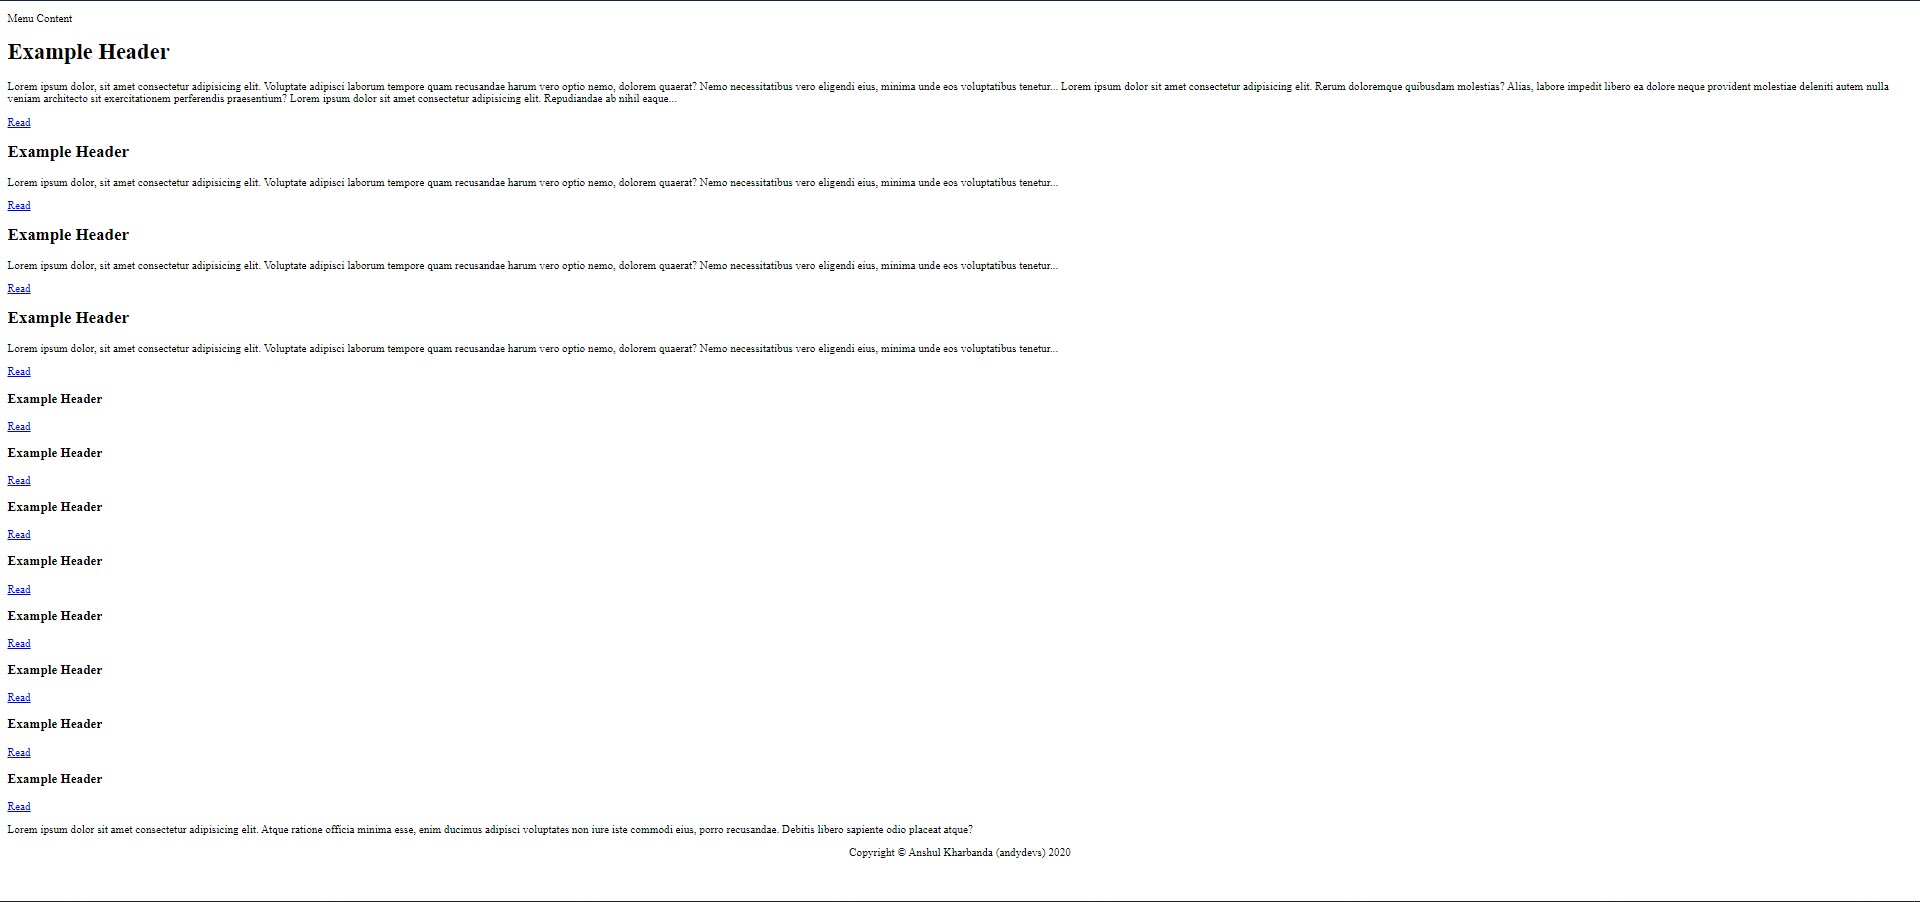 Menu Content
Example Header
Lorem ipsum dolor, sit amet consectetur adipisicing elit. Voluptate adipisci laborum tempore quam recusandae harum vero optio nemo, dolorem quaerat? Nemo necessitatibus vero eligendi eius, minima unde eos voluptatibus tenetur... Lorem ipsum dolor sit amet consectetur adipisicing elit. Rerum doloremque quibusdam molestias? Alias, labore impedit libero ea dolore neque provident molestiae deleniti autem nulla
veniam architecto sit exercitationem perferendis praesentium? Lorem ipsum dolor sit amet consectetur adipisicing elit. Repudiandae ab nihil eaque...
Read
Example Header
Lorem ipsum dolor, sit amet consectetur adipisicing elit. Voluptate adipisci laborum tempore quam recusandae harum vero optio nemo, dolorem quaerat? Nemo necessitatibus vero eligendi eius, minima unde eos voluptatibus tenetur...
Read
Example Header
Lorem ipsum dolor, sit amet consectetur adipisicing elit. Voluptate adipisci laborum tempore quam recusandae harum vero optio nemo, dolorem quaerat? Nemo necessitatibus vero eligendi eius, minima unde eos voluptatibus tenetur...
Read
Example Header
Lorem ipsum dolor, sit amet consectetur adipisicing elit. Voluptate adipisci laborum tempore quam recusandae harum vero optio nemo, dolorem quaerat? Nemo necessitatibus vero eligendi eius, minima unde eos voluptatibus tenetur...
Read
Example Header
Read
Example Header
Read
Example Header
Read
Example Header
Read
Example Header
Read
Example Header
Read
Example Header
Read
Example Header
Read
Lorem ipsum dolor sit amet consectetur adipisicing elit. Atque ratione officia minima esse, enim ducimus adipisci voluptates non iure iste commodi eius, porro recusandae. Debitis libero sapiente odio placeat atque?
Copyright © Anshul Kharbanda (andydevs) 2020